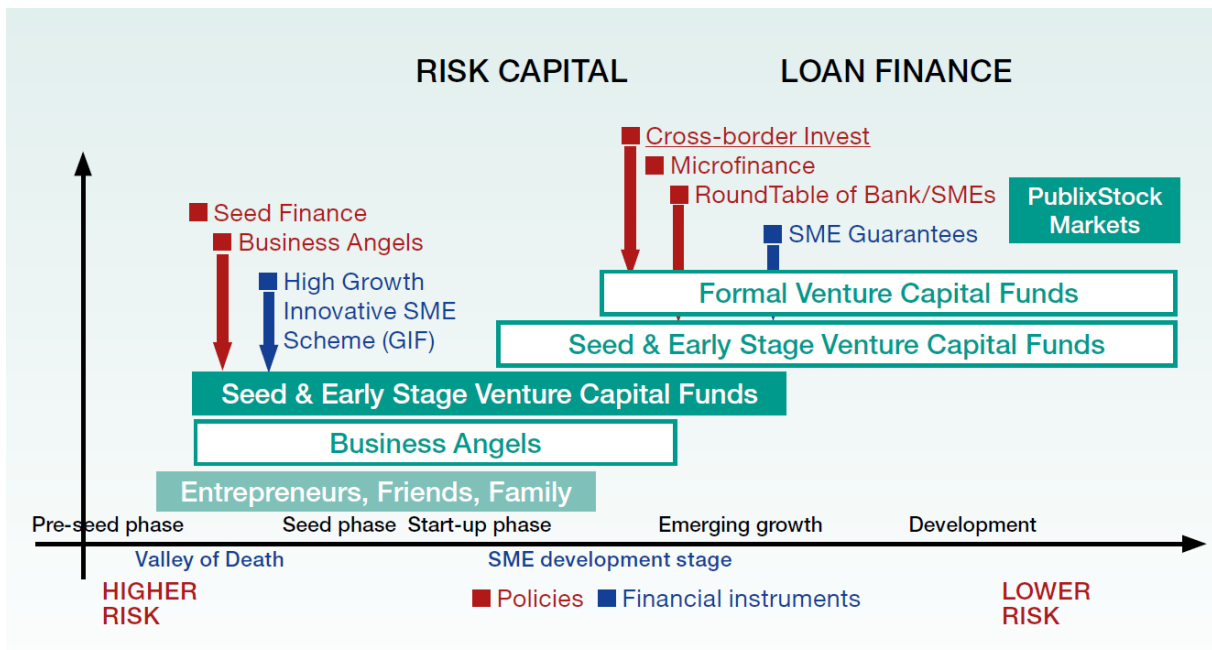 RISK CAPITAL
LOAN FINANCE
Cross-border Invest
Microfinance
RoundTable of Bank/SMEs
PublixStock
Markets
Seed Finance
Business Angels
SME Guarantees
High Growth
Innovative SME
Scheme (GIF)
Formal Venture Capital Funds
Seed & Early Stage Venture Capital Funds
Seed & Early Stage Venture Capital Funds
Business Angels
Entrepreneurs, Friends, Family
Pre-seed phase
Seed phase
Start-up phase
Emerging growth
Development
Valley of Death
SME development stage
HIGHER
RISK
Policies
Financial instruments
LOWER
RISK